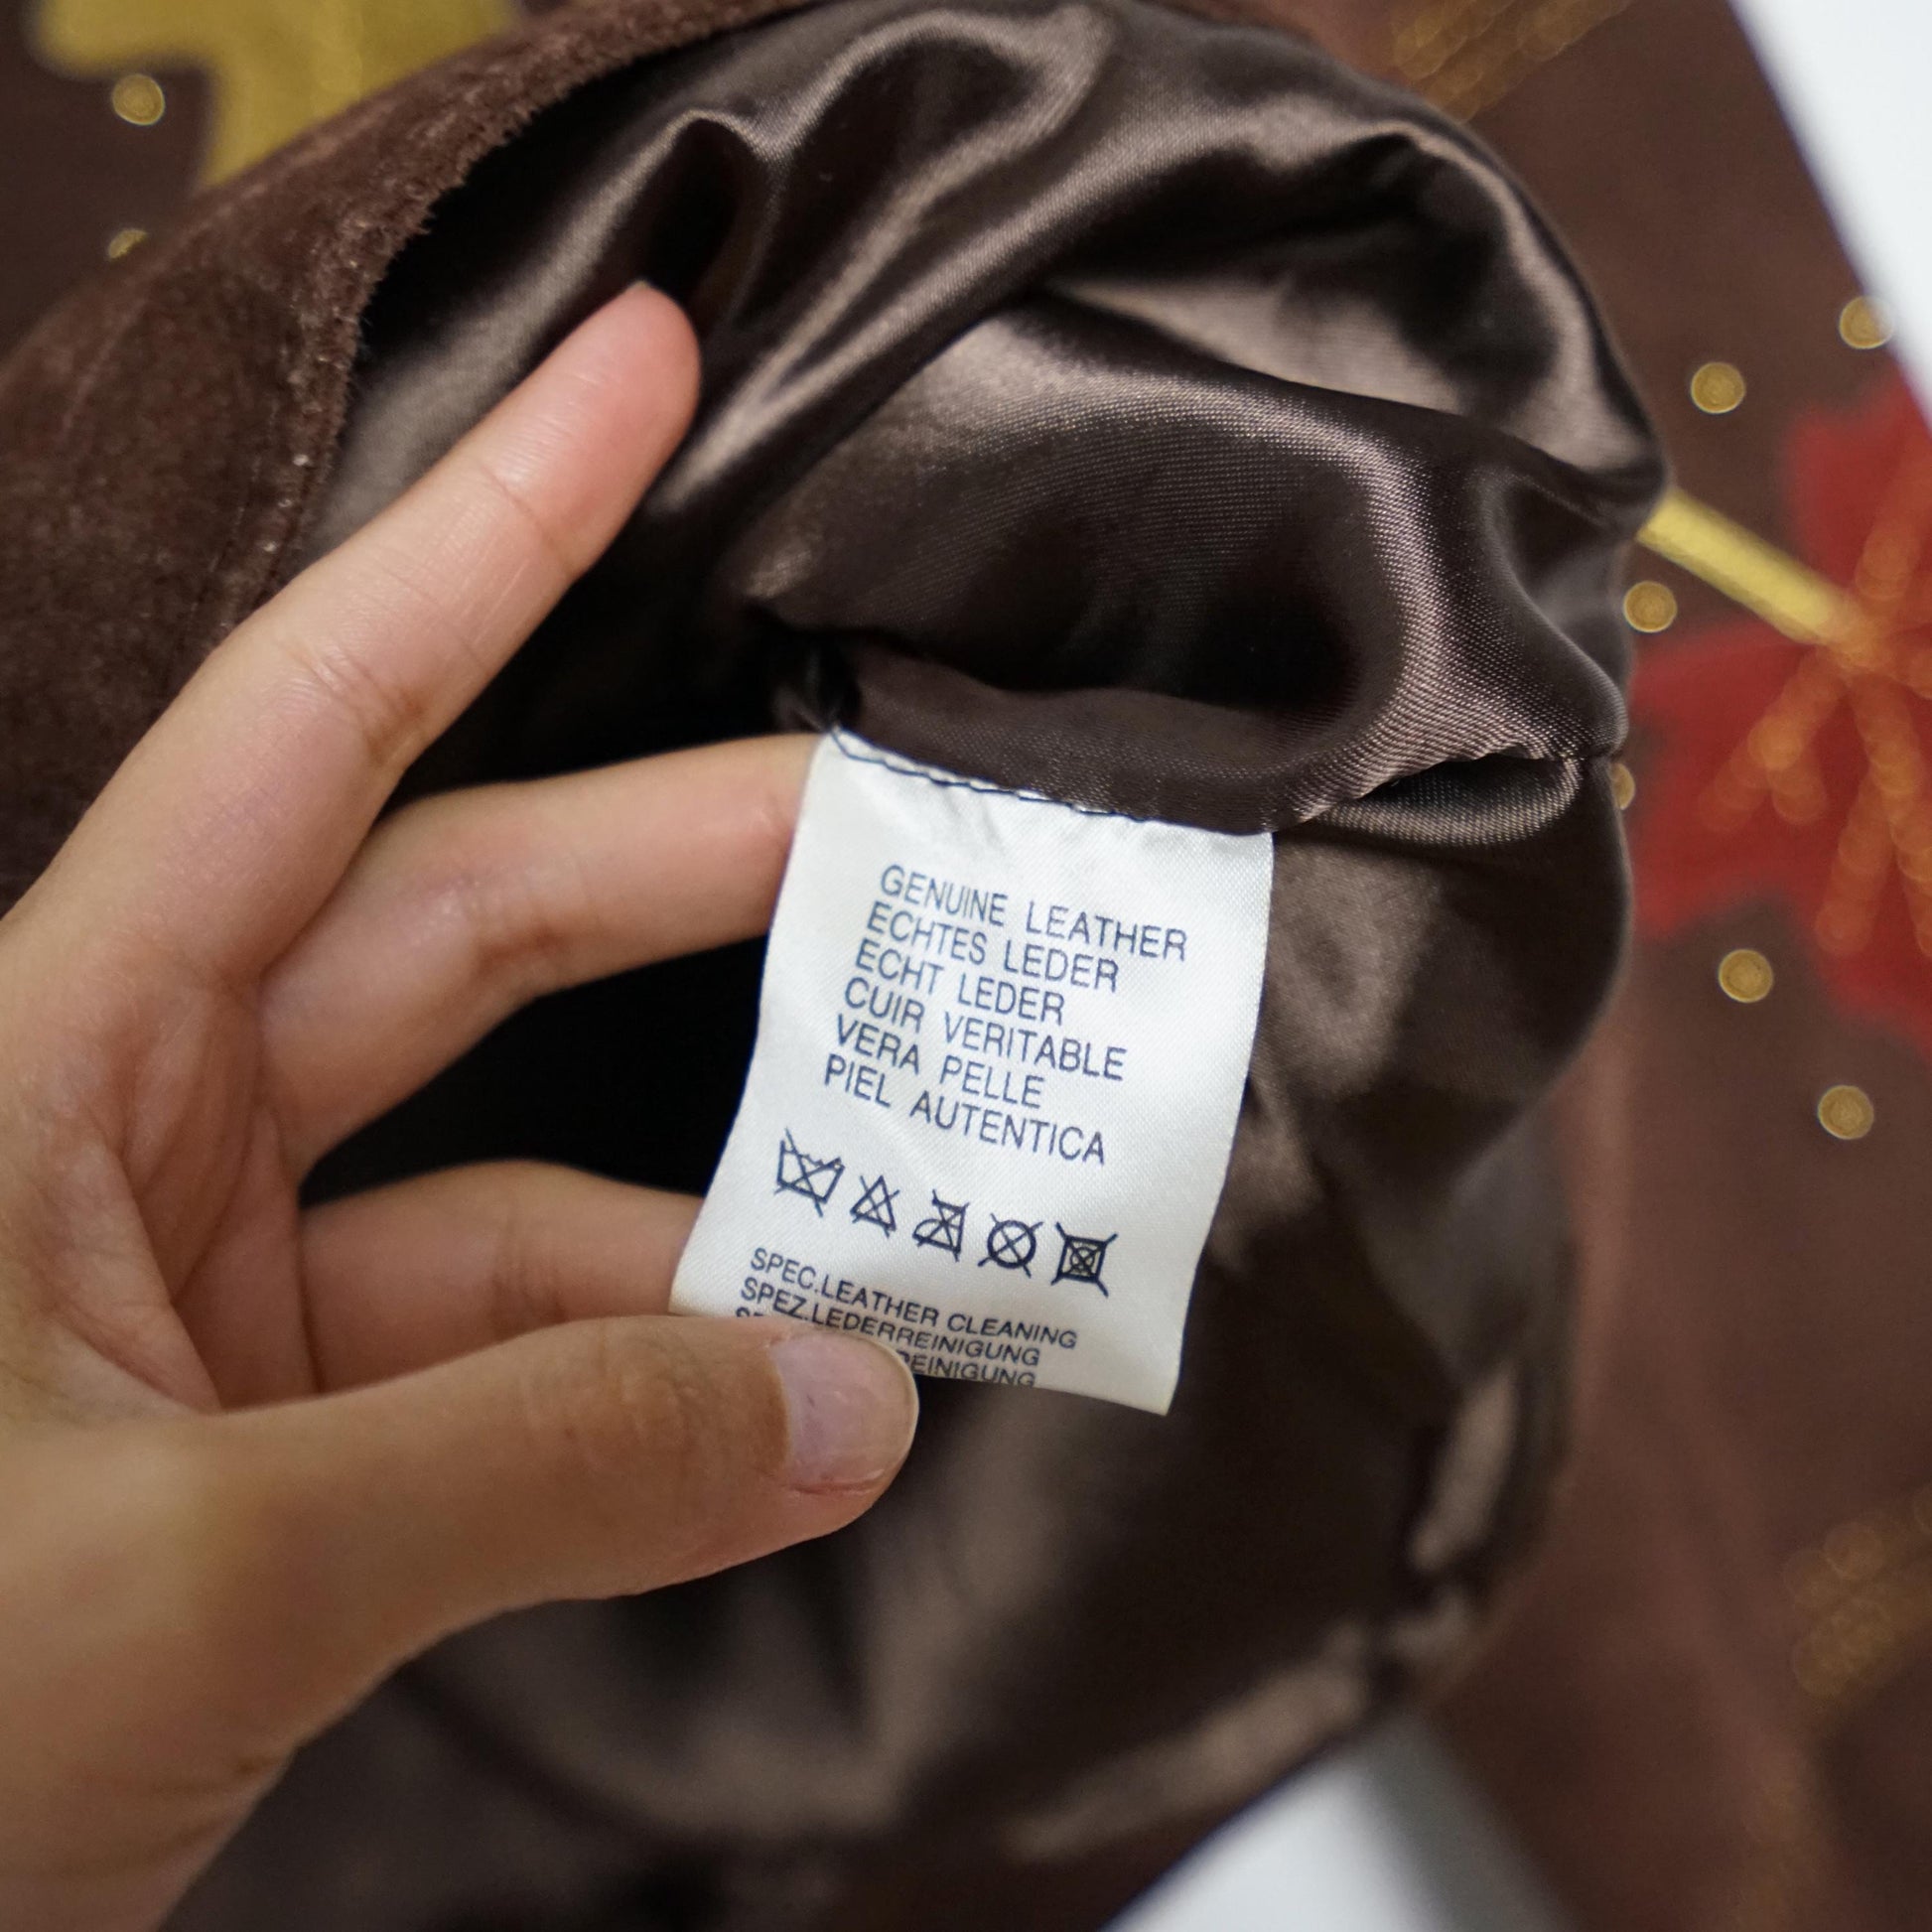 GENUINE LEATHER
ECHTES LEDER
ECHT LEDER
CUIR VERITABLE
VERA PELLE
PIEL AUTENTICA
SPEC.LEATHER CLEANING
SPEZ.LEDERREINIGUNG